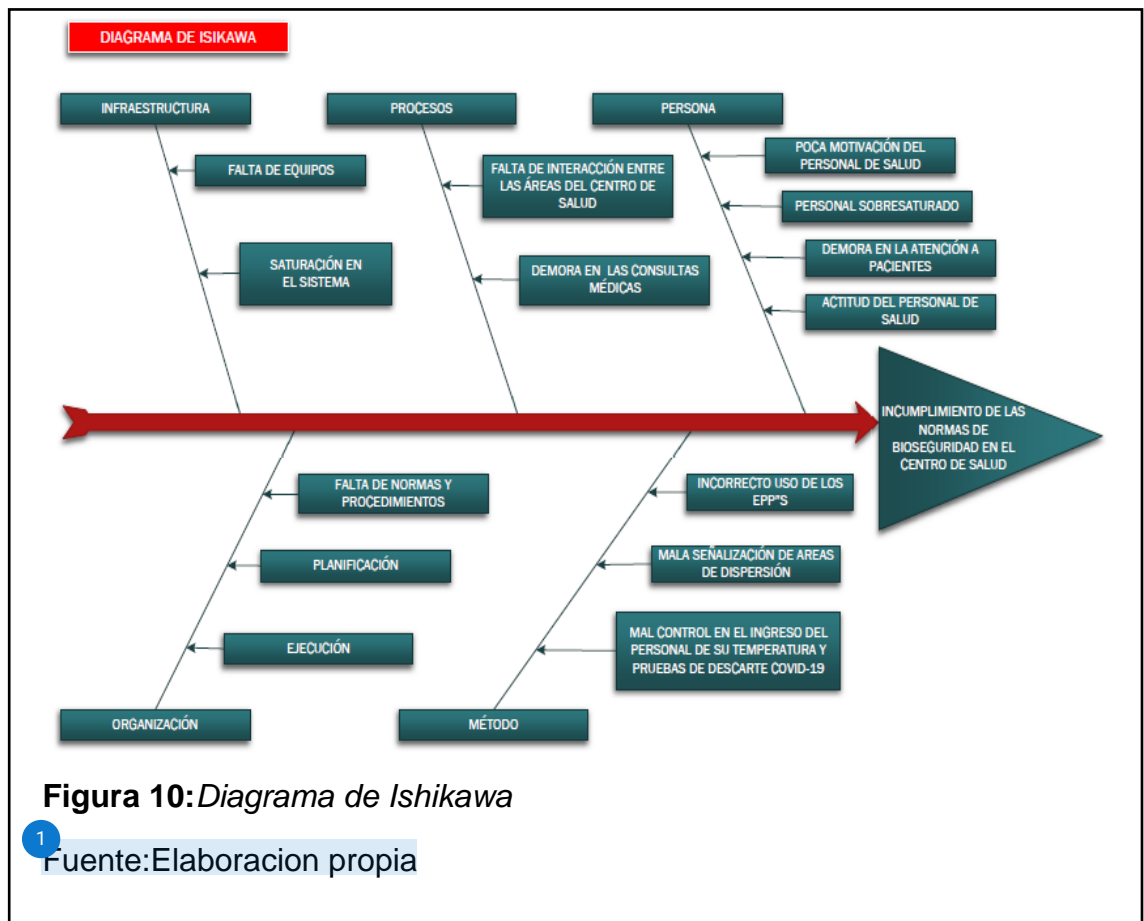 DIAGRAMA DE ISIKAWA
INFRAESTRUCTURA
PROCESOS
PERSONA
FALTA DE EQUIPOS
SATURACIÓN EN
EL SISTEMA
FALTA DE INTERACCIÓN ENTRE
LAS ÁREAS DEL CENTRO DE
SALUD
DEMORA EN LAS CONSULTAS
MÉDICAS
POCA MOTIVACIÓN DEL
PERSONAL DE SALUD
PERSONAL SOBRESATURADO
DEMORA EN LA ATENCIÓN A
PACIENTES
ACTITUD DEL PERSONAL DE
SALUD
INCUMPLIMIENTO DE LAS
NORMAS DE
BIOSEGURIDAD EN EL
CENTRO DE SALUD
FALTA DE NORMAS Y
PROCEDIMIENTOS
PLANIFICACIÓN
EJECUCIÓN
ORGANIZACIÓN
INCORRECTO USO DE LOS
EPP"S
MALA SEÑALIZACIÓN DE AREAS
DE DISPERSIÓN
MAL CONTROL EN EL INGRESO DEL
PERSONAL DE SU TEMPERATURA Y
PRUEBAS DE DESCARTE COVID-19
MÉTODO
Figura 10:Diagrama de Ishikawa
1
Fuente:Elaboracion propia